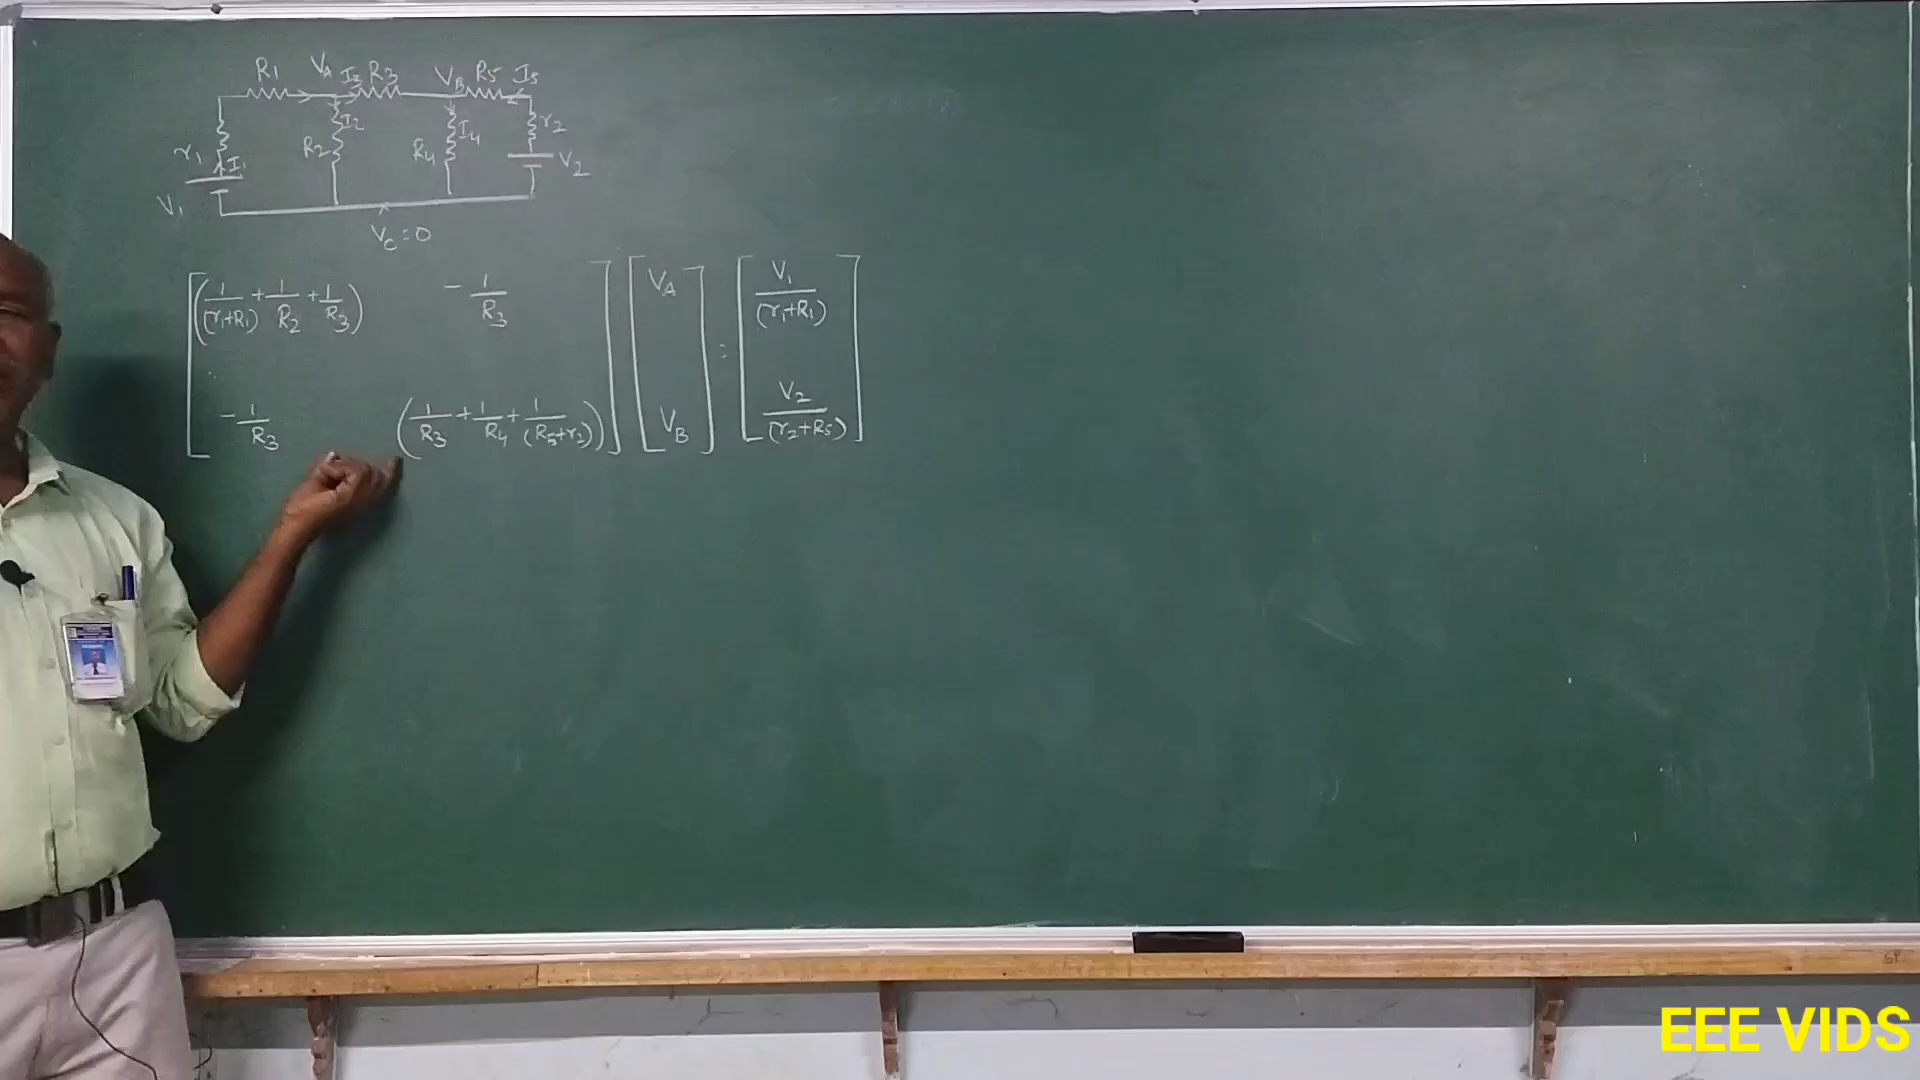 R1 VA I3 R3 VB R5 I5
r1 I1 R2 I2 R4 I4 r2
V1 V2
VC = 0
[ (1/(r1+R1) + 1/R2 + 1/R3) -1/R3 ] [ VA ] = [ V1/(r1+R1) ]
[ -1/R3 (1/R3 + 1/R4 + 1/(R5+r2)) ] [ VB ] [ V2/(r2+R5) ]
EEE VIDS